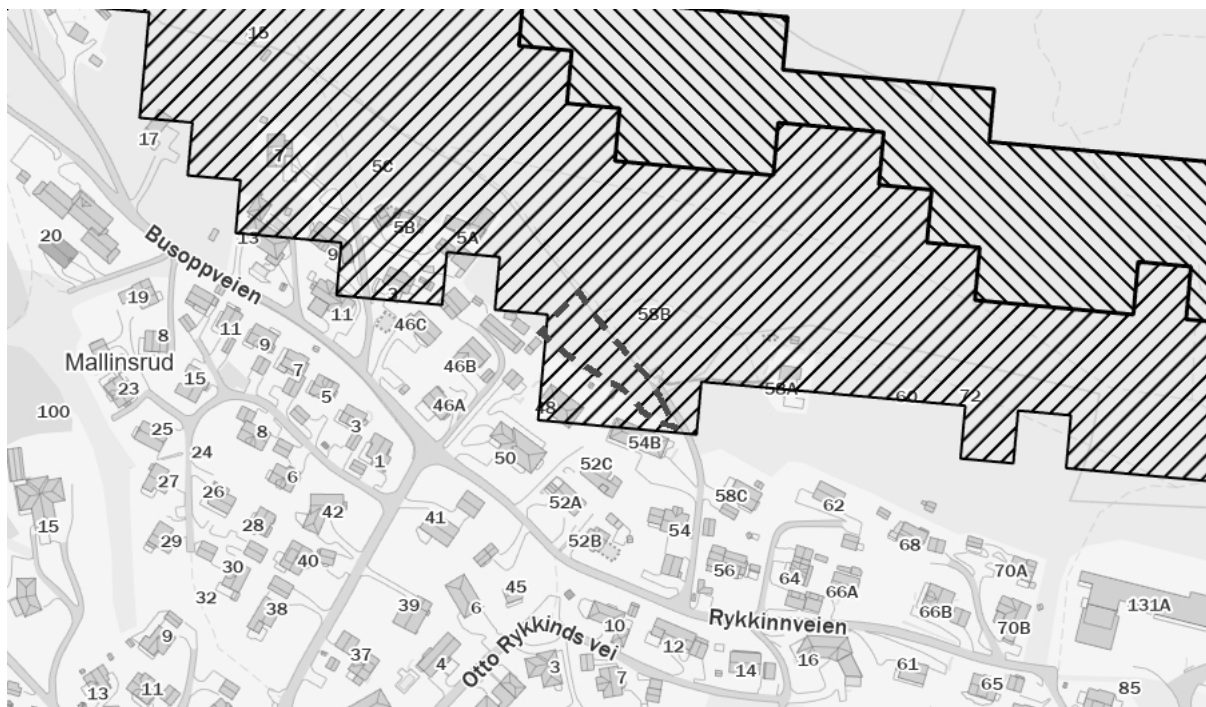 15
17
7
5C
5B
5A
20
13
9
Busoppveien
3
19
11
46C
58B
11
8
9
Mallinsrud
46B
7
58A
23
15
5
60
72
46A
48
100
3
25
8
54B
24
1
50
27
6
52C
26
52A
58C
62
42
41
54
15
28
68
29
52B
40
30
56
64
70A
66A
32
45
39
6
38
66B
131A
10
Rykkinnveien
70B
9
12
Otto Rykkinds vei
16
37
4
3
14
61
7
13
11
65
85